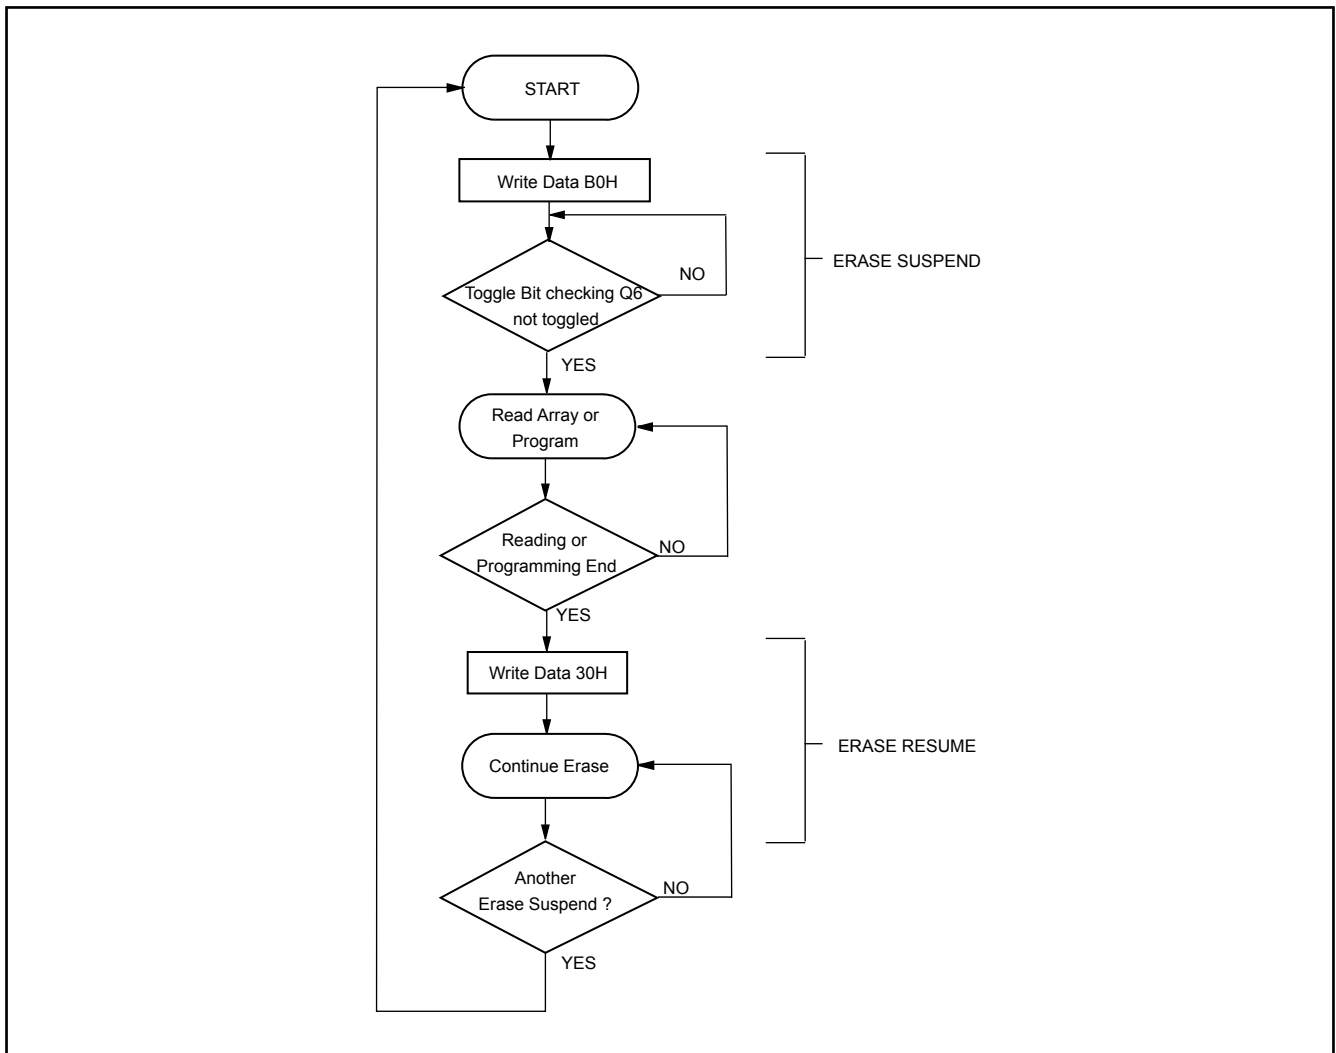 START
Write Data B0H
ERASE SUSPEND
NO
Toggle Bit checking Q6
not toggled
YES
Read Array or
Program
Reading or
Programming End
NO
YES
Write Data 30H
ERASE RESUME
Continue Erase
Another
Erase Suspend ?
NO
YES